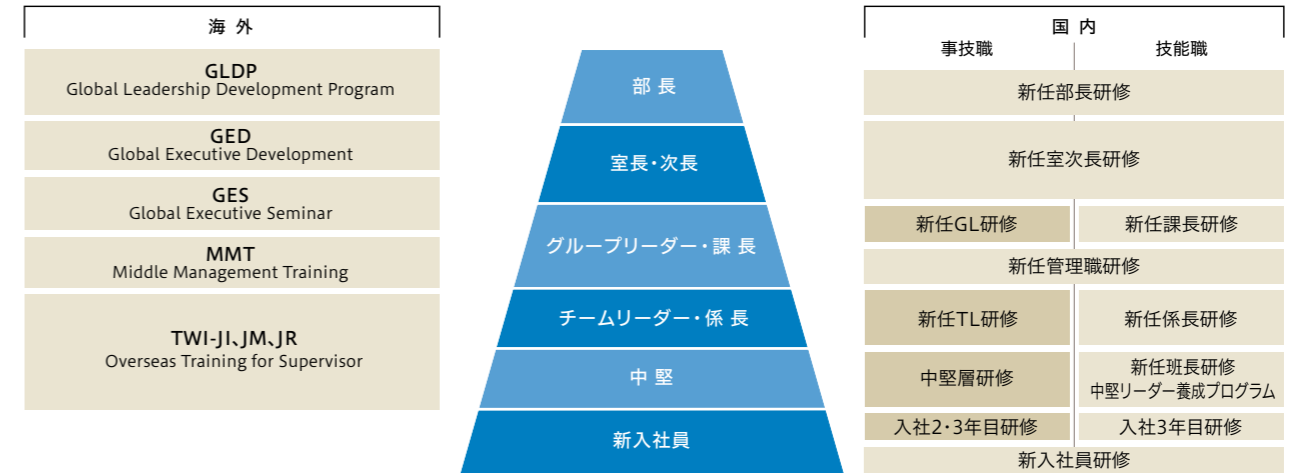 海 外
GLDP
Global Leadership Development Program
GED
Global Executive Development
GES
Global Executive Seminar
MMT
Middle Management Training
TWI-JI、JM、JR
Overseas Training for Supervisor
部 長
室長・次長
グループリーダー・課 長
チームリーダー・係 長
中 堅
新入社員
国 内
事技職
技能職
新任部長研修
新任室次長研修
新任GL研修
新任課長研修
新任管理職研修
新任TL研修
新任係長研修
中堅層研修
新任班長研修
中堅リーダー養成プログラム
入社2・3年目研修
入社3年目研修
新入社員研修